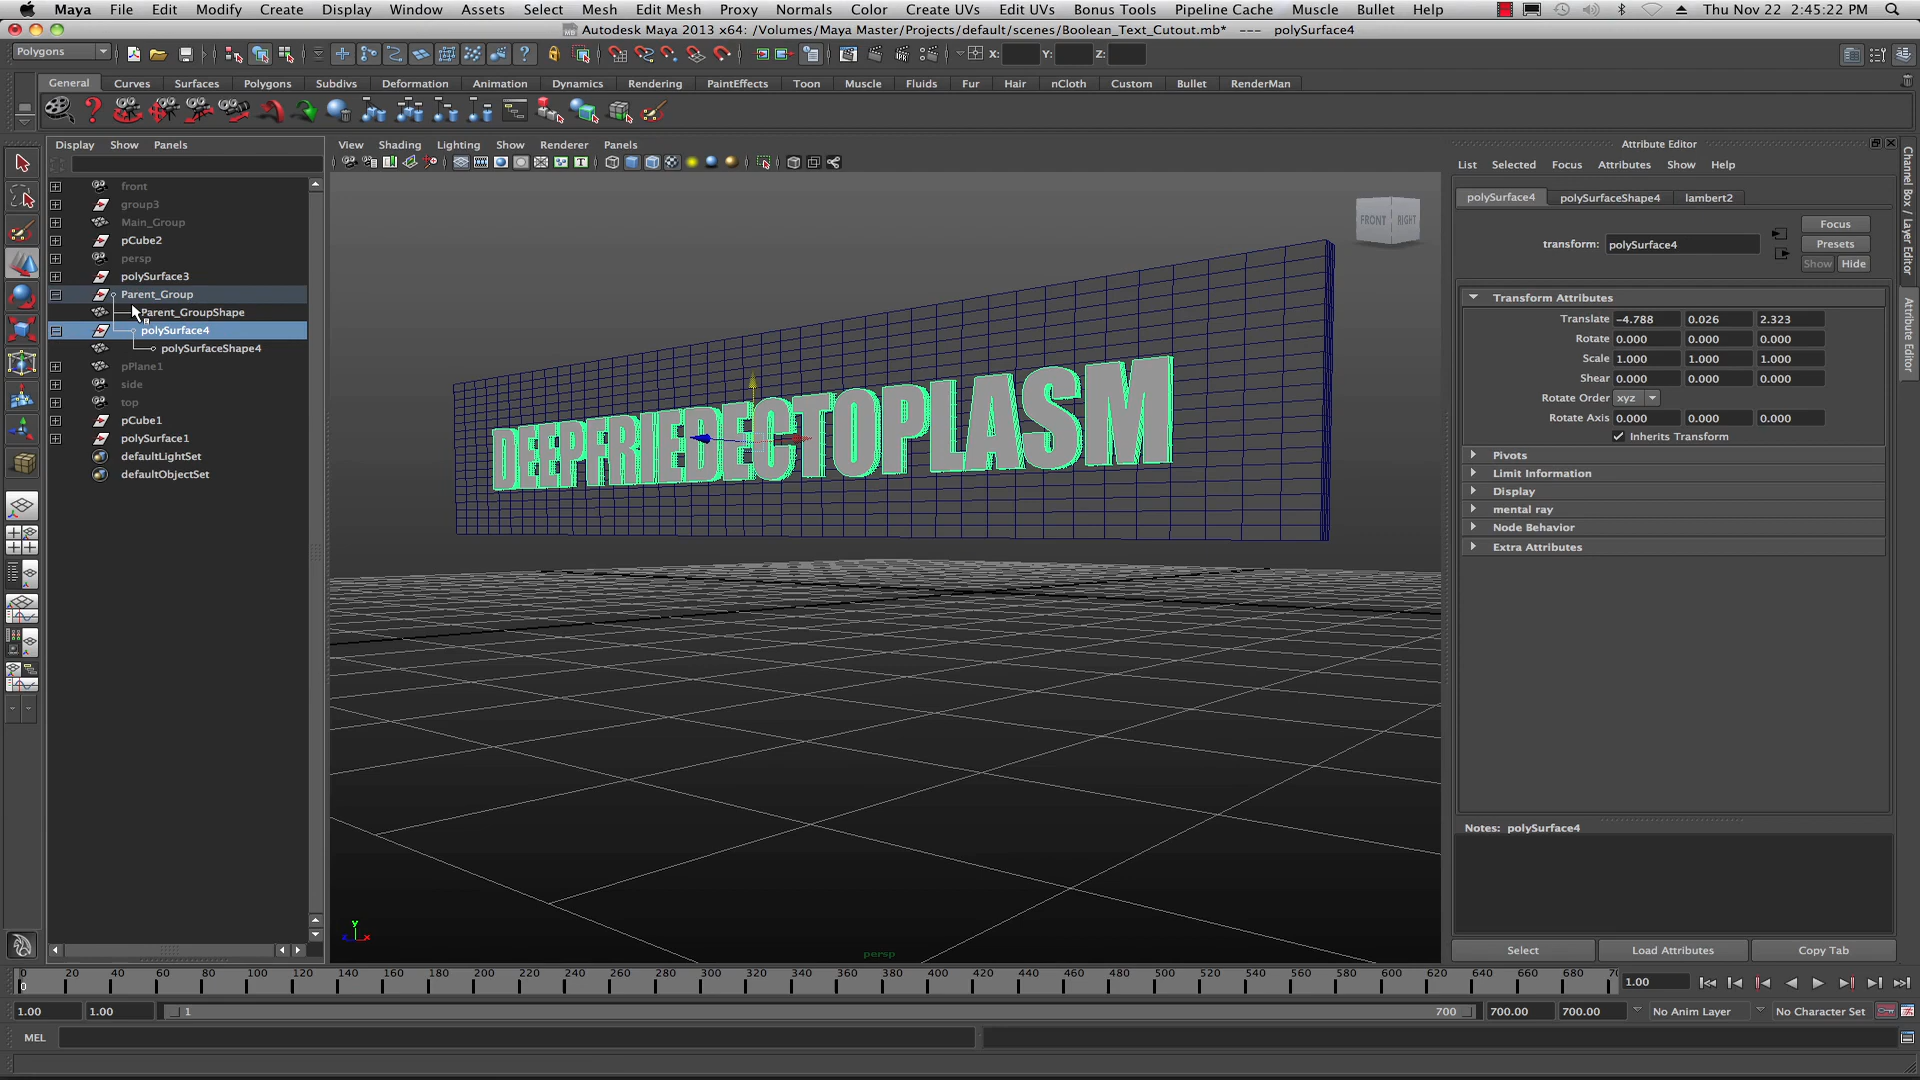 Maya File Edit Modify Create Display Window Assets Select Mesh Edit Mesh Proxy Normals Color Create UVs Edit UVs Bonus Tools Pipeline Cache Muscle Bullet Help Thu Nov 22 2:45:22 PM
Autodesk Maya 2013 x64: /Volumes/Maya Master/Projects/default/scenes/Boolean_Text_Cutout.mb* --- polySurface4
Polygons X: Y: Z:
General Curves Surfaces Polygons Subdivs Deformation Animation Dynamics Rendering PaintEffects Toon Muscle Fluids Fur Hair nCloth Custom Bullet RenderMan
Display Show Panels
View Shading Lighting Show Renderer Panels
Attribute Editor
List Selected Focus Attributes Show Help
front
group3
Main_Group
pCube2
persp
polySurface3
Parent_Group
Parent_GroupShape
polySurface4
polySurfaceShape4
pPlane1
side
top
pCube1
polySurface1
defaultLightSet
defaultObjectSet
FRONT RIGHT
DEEPFRIEDECTOPLASM
y
z x
persp
polySurface4 polySurfaceShape4 lambert2
Focus
transform: polySurface4 Presets
Show Hide
Transform Attributes
Translate -4.788 0.026 2.323
Rotate 0.000 0.000 0.000
Scale 1.000 1.000 1.000
Shear 0.000 0.000 0.000
Rotate Order xyz
Rotate Axis 0.000 0.000 0.000
Inherits Transform
Pivots
Limit Information
Display
mental ray
Node Behavior
Extra Attributes
Notes: polySurface4
Select Load Attributes Copy Tab
Channel Box / Layer Editor
Attribute Editor
0 20 40 60 80 100 120 140 160 180 200 220 240 260 280 300 320 340 360 380 400 420 440 460 480 500 520 540 560 580 600 620 640 660 680 70
0 1.00
1.00 1.00 1 700 700.00 700.00 No Anim Layer No Character Set
MEL